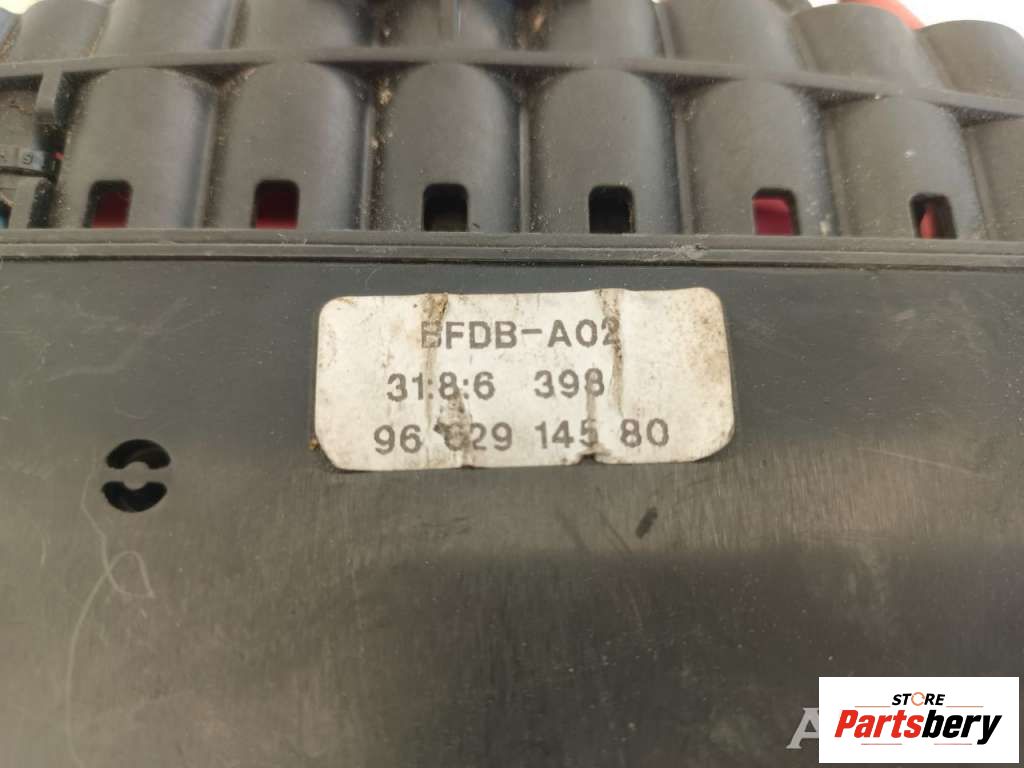 BFDB-A02
31:8:6 398
96 629 145 80
STORE
Partsbery